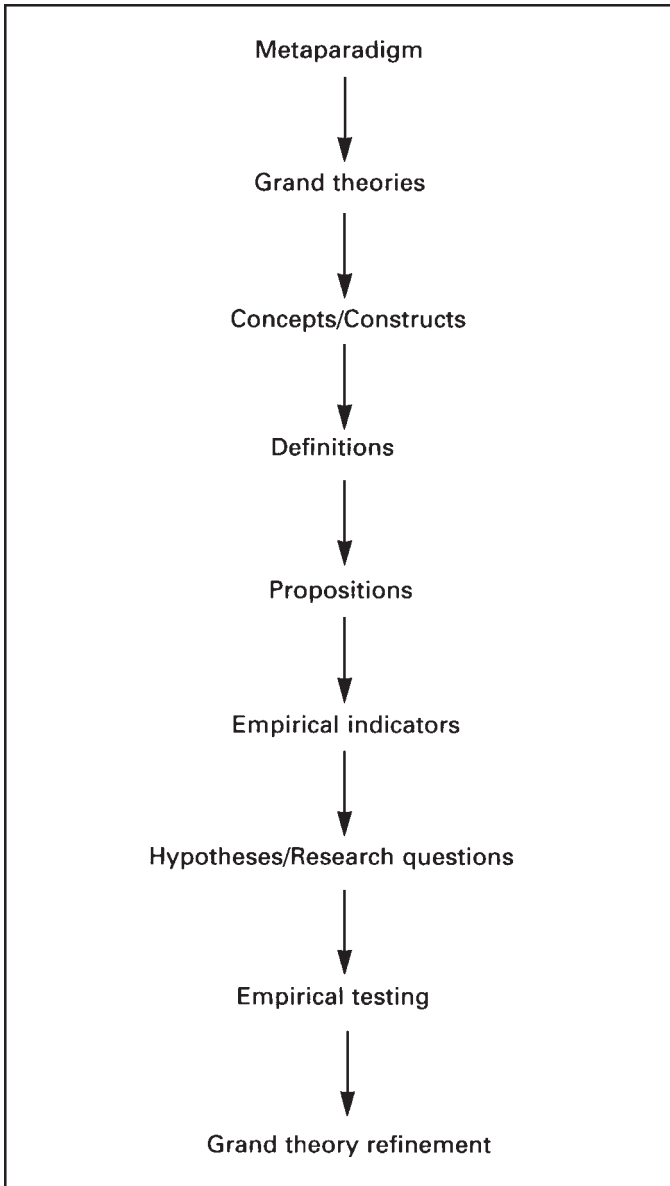 Metaparadigm
Grand theories
Concepts/Constructs
Definitions
Propositions
Empirical indicators
Hypotheses/Research questions
Empirical testing
Grand theory refinement